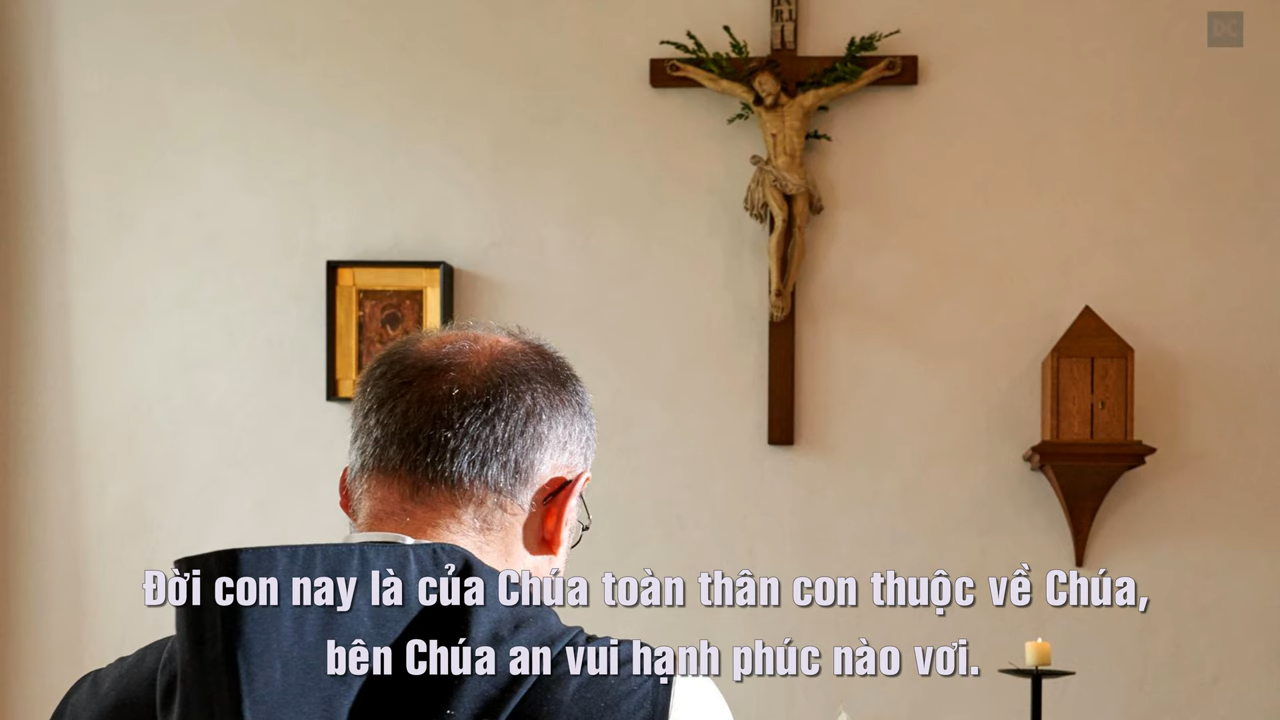 DC
Đời con nay là của Chúa toàn thân con thuộc về Chúa,
bên Chúa an vui hạnh phúc nào vơi.